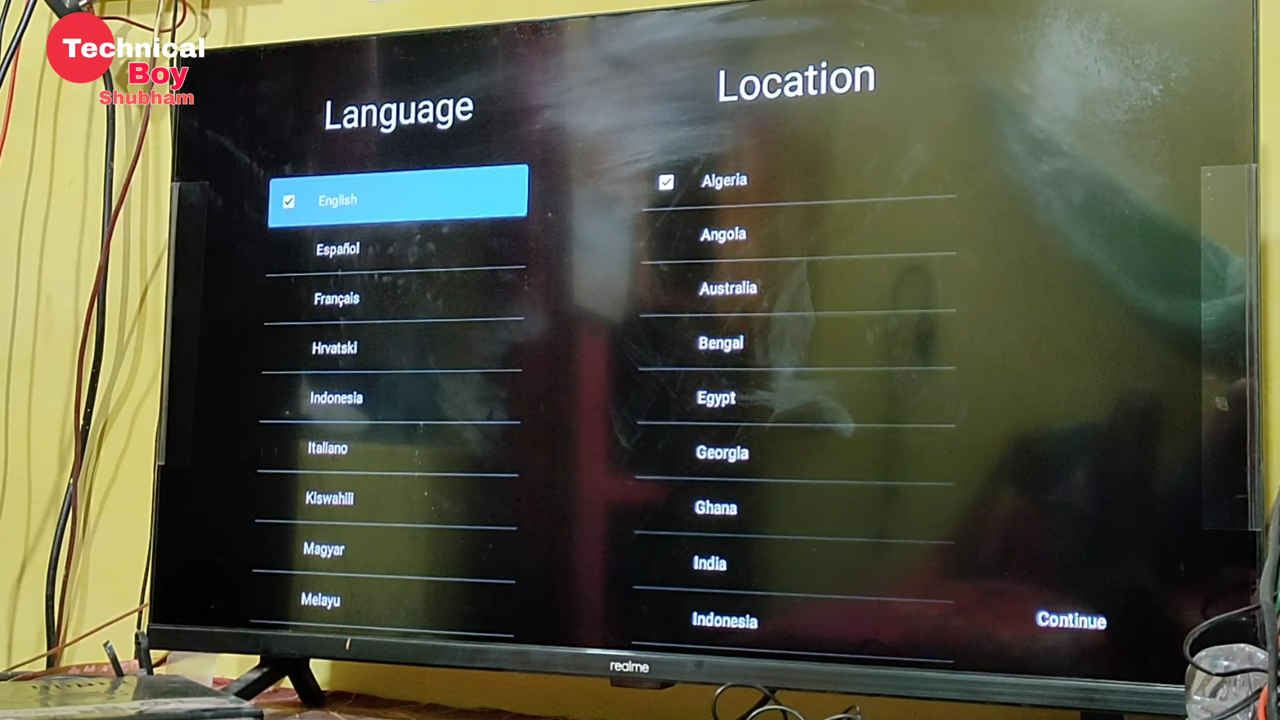 Technical
Boy
Shubham
Language
English
Español
Français
Hrvatski
Indonesia
Italiano
Kiswahili
Magyar
Melayu
Location
Algeria
Angola
Australia
Bengal
Egypt
Georgia
Ghana
India
Indonesia
Continue
realme